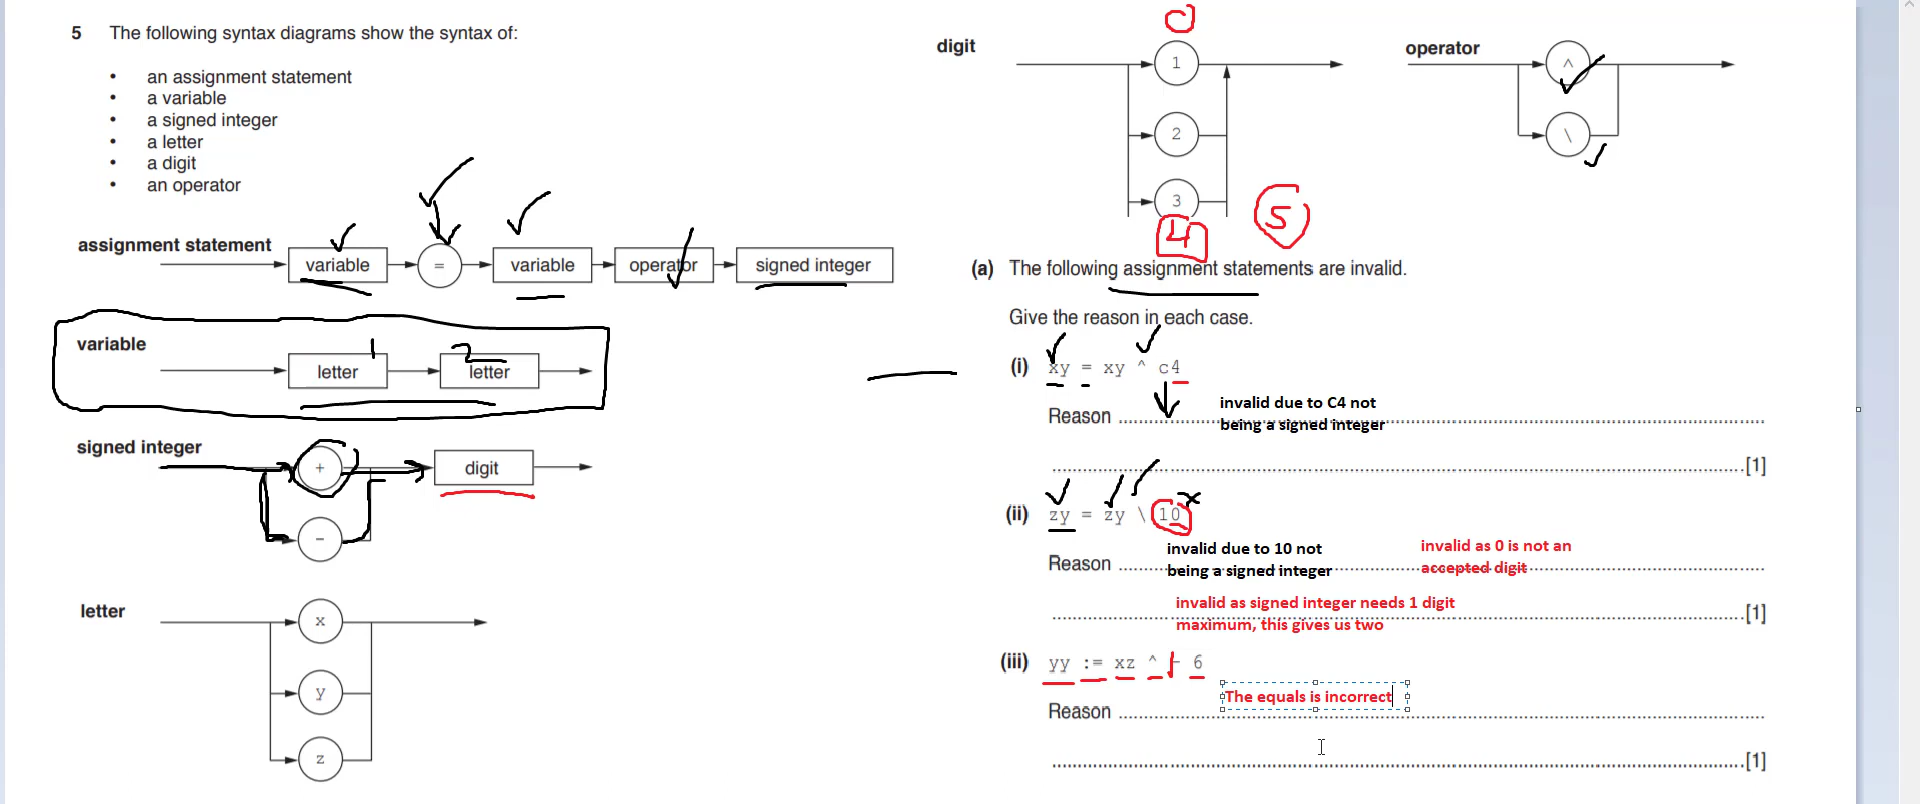 5 The following syntax diagrams show the syntax of:
• an assignment statement
• a variable
• a signed integer
• a letter
• a digit
• an operator
assignment statement
variable = variable operator signed integer
variable
1 2
letter letter
signed integer
+ digit
-
letter
x
y
z
0
digit
1
2
3
4
5
operator
^
\
(a) The following assignment statements are invalid.
Give the reason in each case.
(i) xy = xy ^ c4
Reason
invalid due to C4 not
being a signed integer
[1]
(ii) zy = zy \ 10 x
Reason
invalid due to 10 not
being a signed integer
invalid as 0 is not an
accepted digit
invalid as signed integer needs 1 digit
maximum, this gives us two
[1]
(iii) yy := xz ^ - 6
The equals is incorrect
Reason
[1]